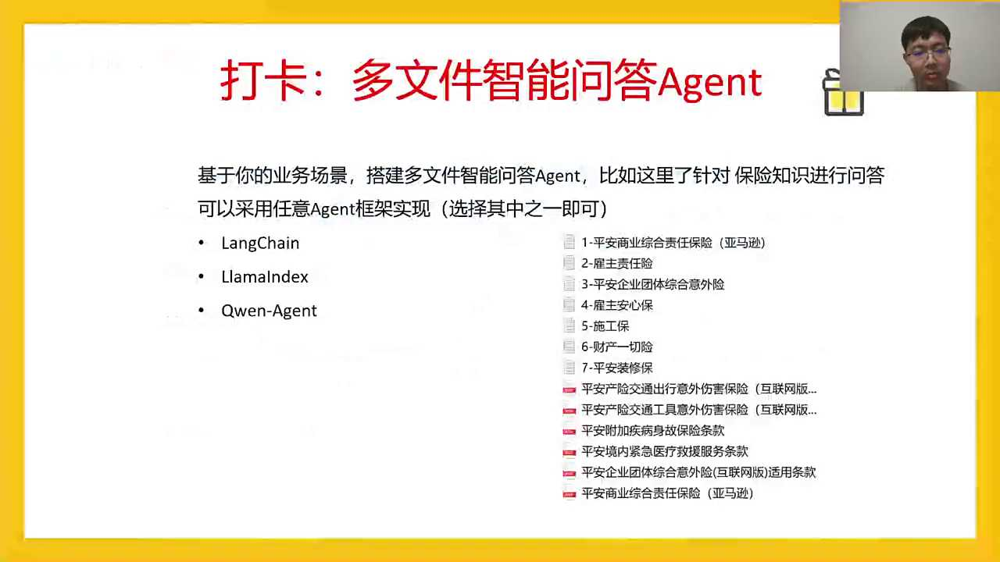 打卡：多文件智能问答Agent
基于你的业务场景，搭建多文件智能问答Agent，比如这里了针对 保险知识进行问答
可以采用任意Agent框架实现（选择其中之一即可）
• LangChain
• LlamaIndex
• Qwen-Agent
1-平安商业综合责任保险（亚马逊）
2-雇主责任险
3-平安企业团体综合意外险
4-雇主安心保
5-施工保
6-财产一切险
7-平安装修保
平安产险交通出行意外伤害保险（互联网版...
平安产险交通工具意外伤害保险（互联网版...
平安附加疾病身故保险条款
平安境内紧急医疗救援服务条款
平安企业团体综合意外险(互联网版)适用条款
平安商业综合责任保险（亚马逊）